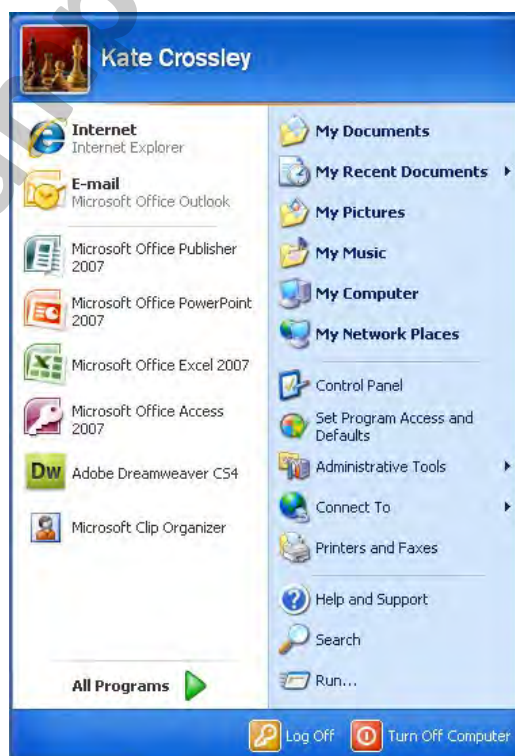 Kate Crossley
Internet
Internet Explorer
E-mail
Microsoft Office Outlook
Microsoft Office Publisher
2007
Microsoft Office PowerPoint
2007
Microsoft Office Excel 2007
Microsoft Office Access
2007
Dw Adobe Dreamweaver CS4
Microsoft Clip Organizer
All Programs
My Documents
My Recent Documents
My Pictures
My Music
My Computer
My Network Places
Control Panel
Set Program Access and
Defaults
Administrative Tools
Connect To
Printers and Faxes
Help and Support
Search
Run...
Log Off Turn Off Computer